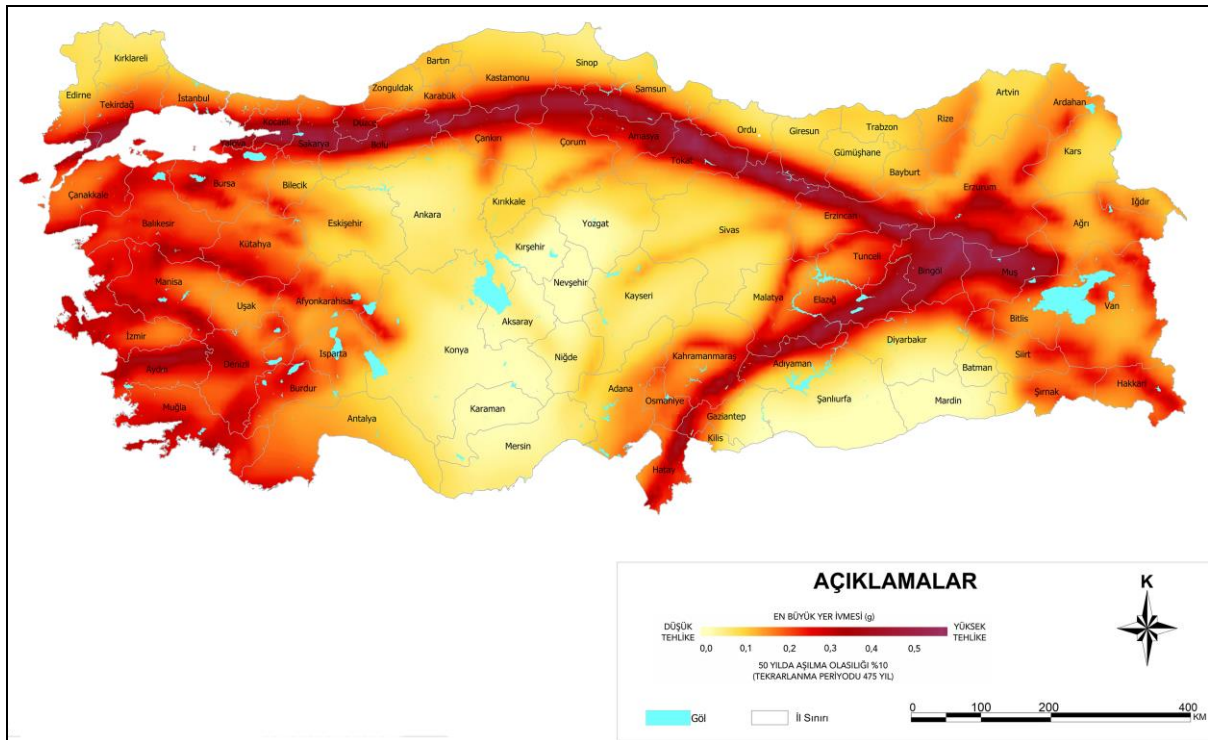 Kırklareli
Edirne
Tekirdağ
İstanbul
Kocaeli
Yalova
Sakarya
Düzce
Bolu
Zonguldak
Bartın
Karabük
Kastamonu
Sinop
Samsun
Çankırı
Çorum
Amasya
Tokat
Ordu
Giresun
Trabzon
Gümüşhane
Bayburt
Rize
Artvin
Ardahan
Kars
Erzurum
Iğdır
Ağrı
Çanakkale
Bursa
Bilecik
Balıkesir
Kütahya
Eskişehir
Ankara
Kırıkkale
Yozgat
Kırşehir
Sivas
Erzincan
Tunceli
Bingöl
Muş
Manisa
Uşak
Afyonkarahisar
Nevşehir
Kayseri
Malatya
Elazığ
Bitlis
Van
İzmir
Aydın
Denizli
Isparta
Burdur
Konya
Aksaray
Niğde
Kahramanmaraş
Adıyaman
Diyarbakır
Batman
Siirt
Şırnak
Hakkari
Muğla
Antalya
Karaman
Mersin
Adana
Osmaniye
Gaziantep
Kilis
Şanlıurfa
Mardin
Hatay
AÇIKLAMALAR
K
EN BÜYÜK YER İVMESİ (g)
DÜŞÜK
TEHLİKE
YÜKSEK
TEHLİKE
0,0 0,1 0,2 0,3 0,4 0,5
50 YILDA AŞILMA OLASILIĞI %10
(TEKRARLANMA PERİYODU 475 YIL)
Göl
İl Sınırı
0 50 100 200 400
KM